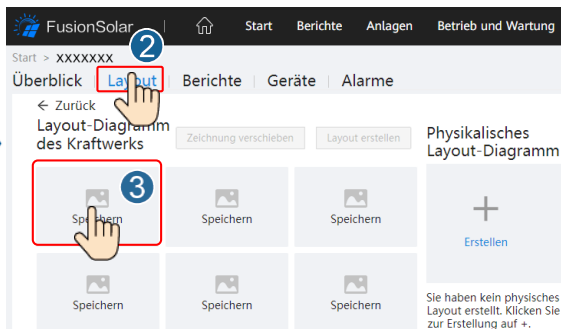 FusionSolar
Start Berichte Anlagen Betrieb und Wartung
Start > XXXXXXX
2
Überblick Layout Berichte Geräte Alarme
← Zurück
Layout-Diagramm
des Kraftwerks
Zeichnung verschieben Layout erstellen
Physikalisches
Layout-Diagramm
3
Speichern Speichern Speichern
+
Erstellen
Speichern Speichern Speichern
Sie haben kein physisches
Layout erstellt. Klicken Sie
zur Erstellung auf +.